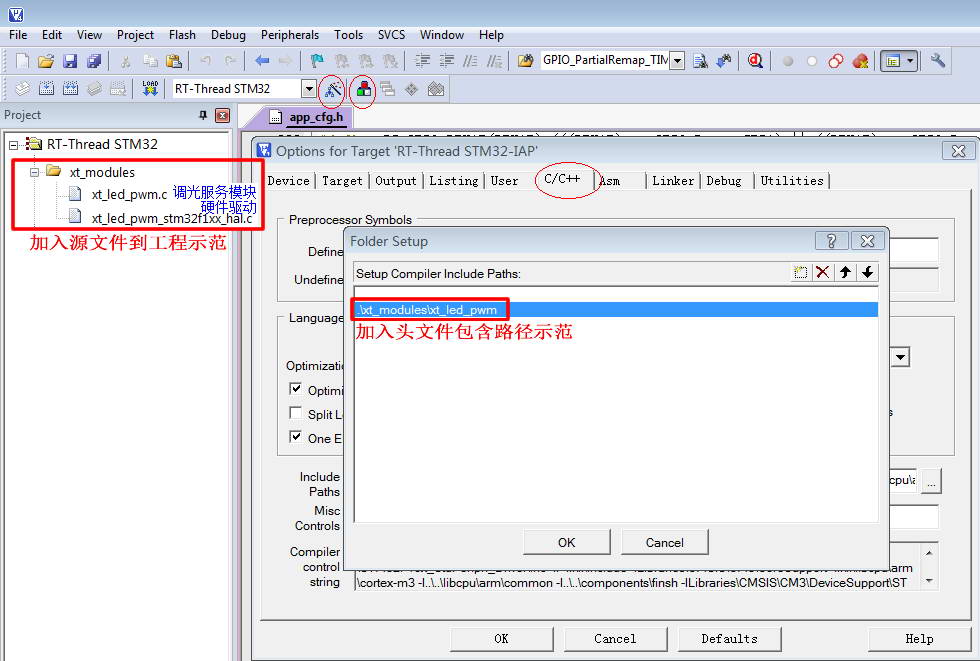 File Edit View Project Flash Debug Peripherals Tools SVCS Window Help
GPIO_PartialRemap_TIM
LOAD
RT-Thread STM32
Project
app_cfg.h
RT-Thread STM32
xt_modules
xt_led_pwm.c 调光服务模块
硬件驱动
xt_led_pwm_stm32f1xx_hal.c
加入源文件到工程示范
Options for Target 'RT-Thread STM32-IAP'
Device Target Output Listing User C/C++ Asm Linker Debug Utilities
Preprocessor Symbols
Define
Undefine
Language
Optimizatio
Optimi
Split L
One E
Include
Paths
cpu\a
...
Misc
Controls
Compiler
control
string
\cortex-m3 -I..\..\libcpu\arm\common -I..\..\components\finsh -ILibraries\CMSIS\CM3\DeviceSupport\ST
Folder Setup
Setup Compiler Include Paths:
.\xt_modules\xt_led_pwm
加入头文件包含路径示范
OK Cancel
OK Cancel Defaults Help